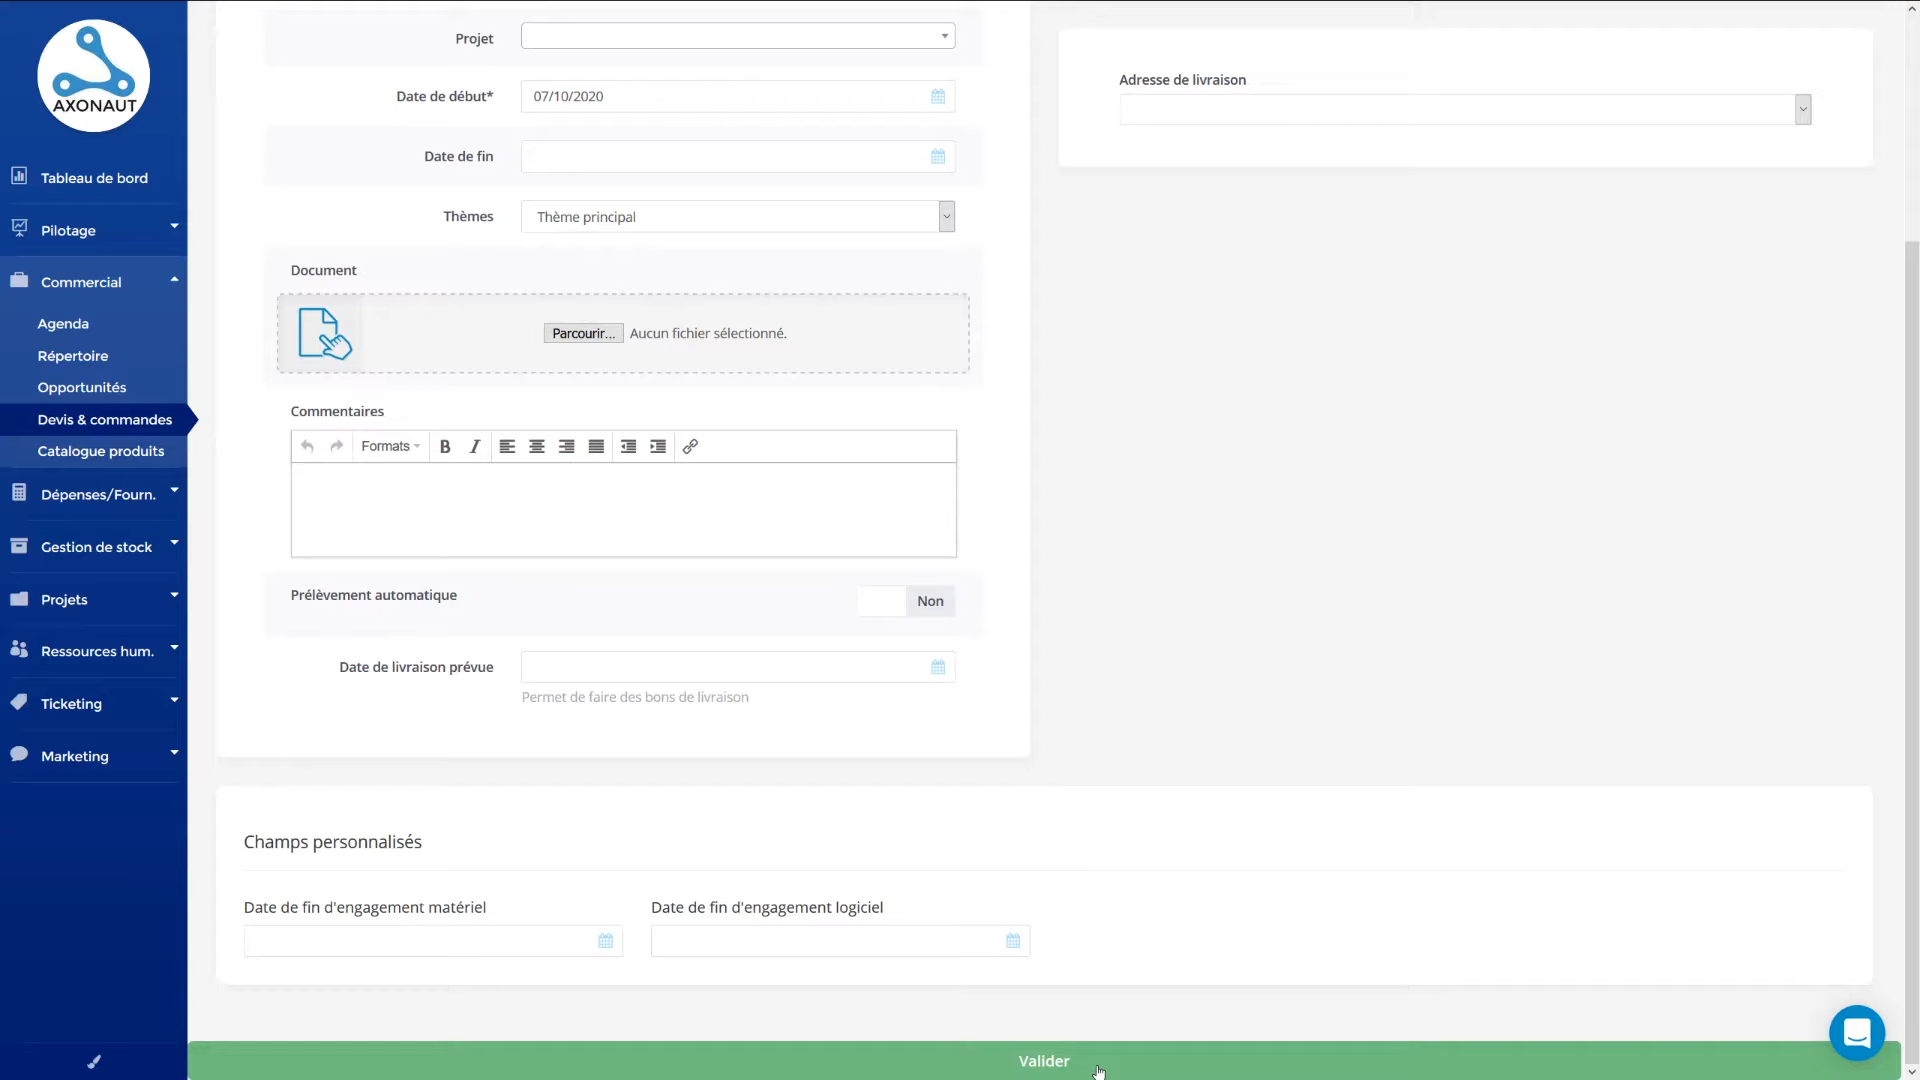 AXONAUT
Tableau de bord
Pilotage
Commercial
Agenda
Répertoire
Opportunités
Devis & commandes
Catalogue produits
Dépenses/Fourn.
Gestion de stock
Projets
Ressources hum.
Ticketing
Marketing
Projet
Date de début*
07/10/2020
Date de fin
Thèmes
Thème principal
Document
Parcourir... Aucun fichier sélectionné.
Commentaires
Formats B I
Prélèvement automatique
Non
Date de livraison prévue
Permet de faire des bons de livraison
Adresse de livraison
Champs personnalisés
Date de fin d'engagement matériel
Date de fin d'engagement logiciel
Valider